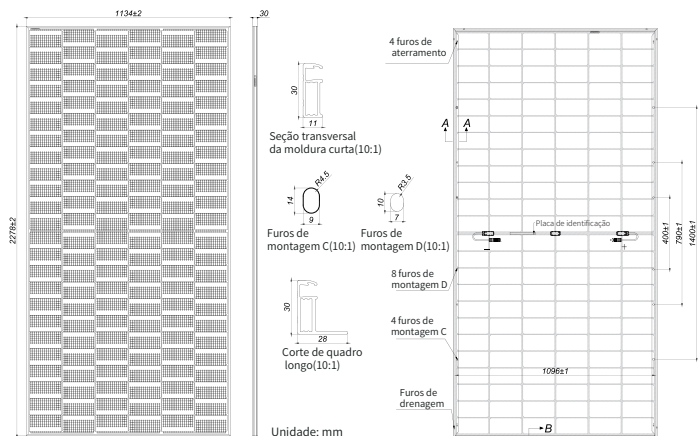 1134±2
30
2278±2
30
11
Seção transversal
da moldura curta(10:1)
R4.5
14
9
Furos de
montagem C(10:1)
R3.5
10
7
Furos de
montagem D(10:1)
30
28
Corte de quadro
longo(10:1)
Unidade: mm
4 furos de
aterramento
A
A
Placa de identificação
-
+
8 furos de
montagem D
4 furos de
montagem C
1096±1
Furos de
drenagem
B
400±1
790±1
1400±1